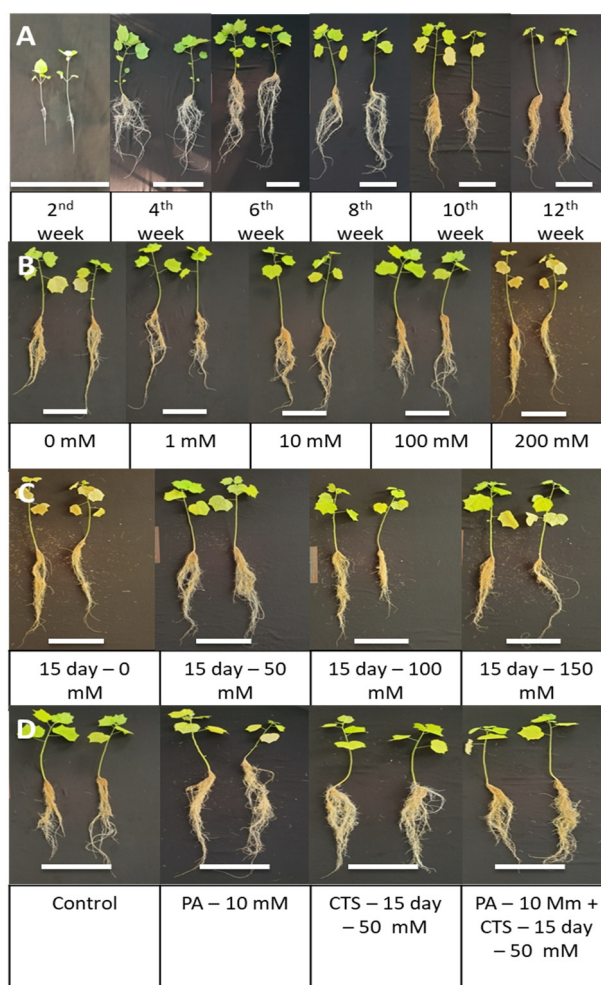 A
2nd week
4th week
6th week
8th week
10th week
12th week
B
0 mM
1 mM
10 mM
100 mM
200 mM
C
15 day – 0
mM
15 day – 50
mM
15 day – 100
mM
15 day – 150
mM
D
Control
PA – 10 mM
CTS – 15 day
– 50 mM
PA – 10 Mm +
CTS – 15 day
– 50 mM